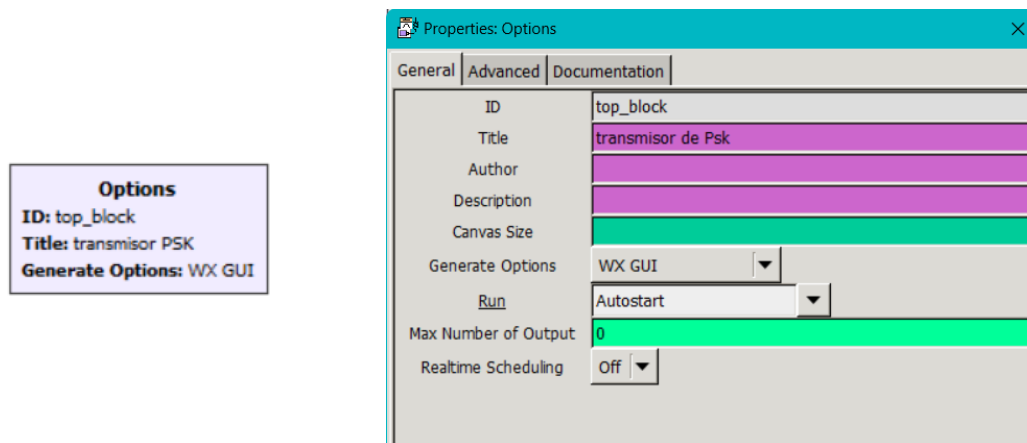 Options
ID: top_block
Title: transmisor PSK
Generate Options: WX GUI
Properties: Options
General Advanced Documentation
ID top_block
Title transmisor de Psk
Author
Description
Canvas Size
Generate Options WX GUI
Run Autostart
Max Number of Output 0
Realtime Scheduling Off